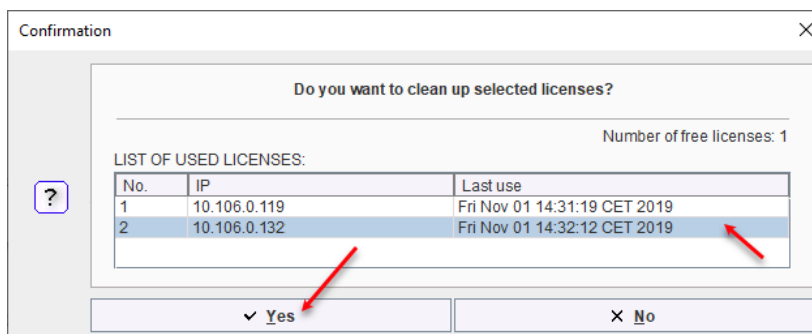 Confirmation
Do you want to clean up selected licenses?
Number of free licenses: 1
LIST OF USED LICENSES:
No. IP Last use
1 10.106.0.119 Fri Nov 01 14:31:19 CET 2019
2 10.106.0.132 Fri Nov 01 14:32:12 CET 2019
?
Yes No